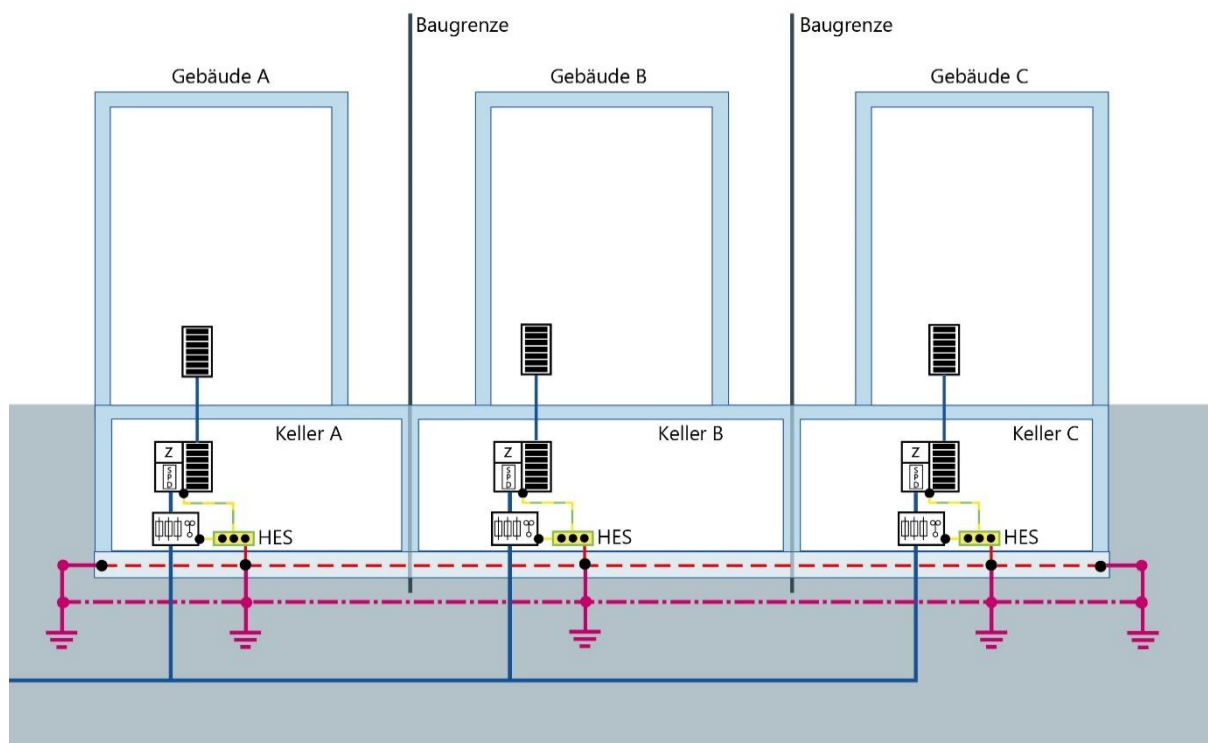 Baugrenze
Baugrenze
Gebäude A
Gebäude B
Gebäude C
Keller A
Keller B
Keller C
Z
SPD
Z
SPD
Z
SPD
HES
HES
HES